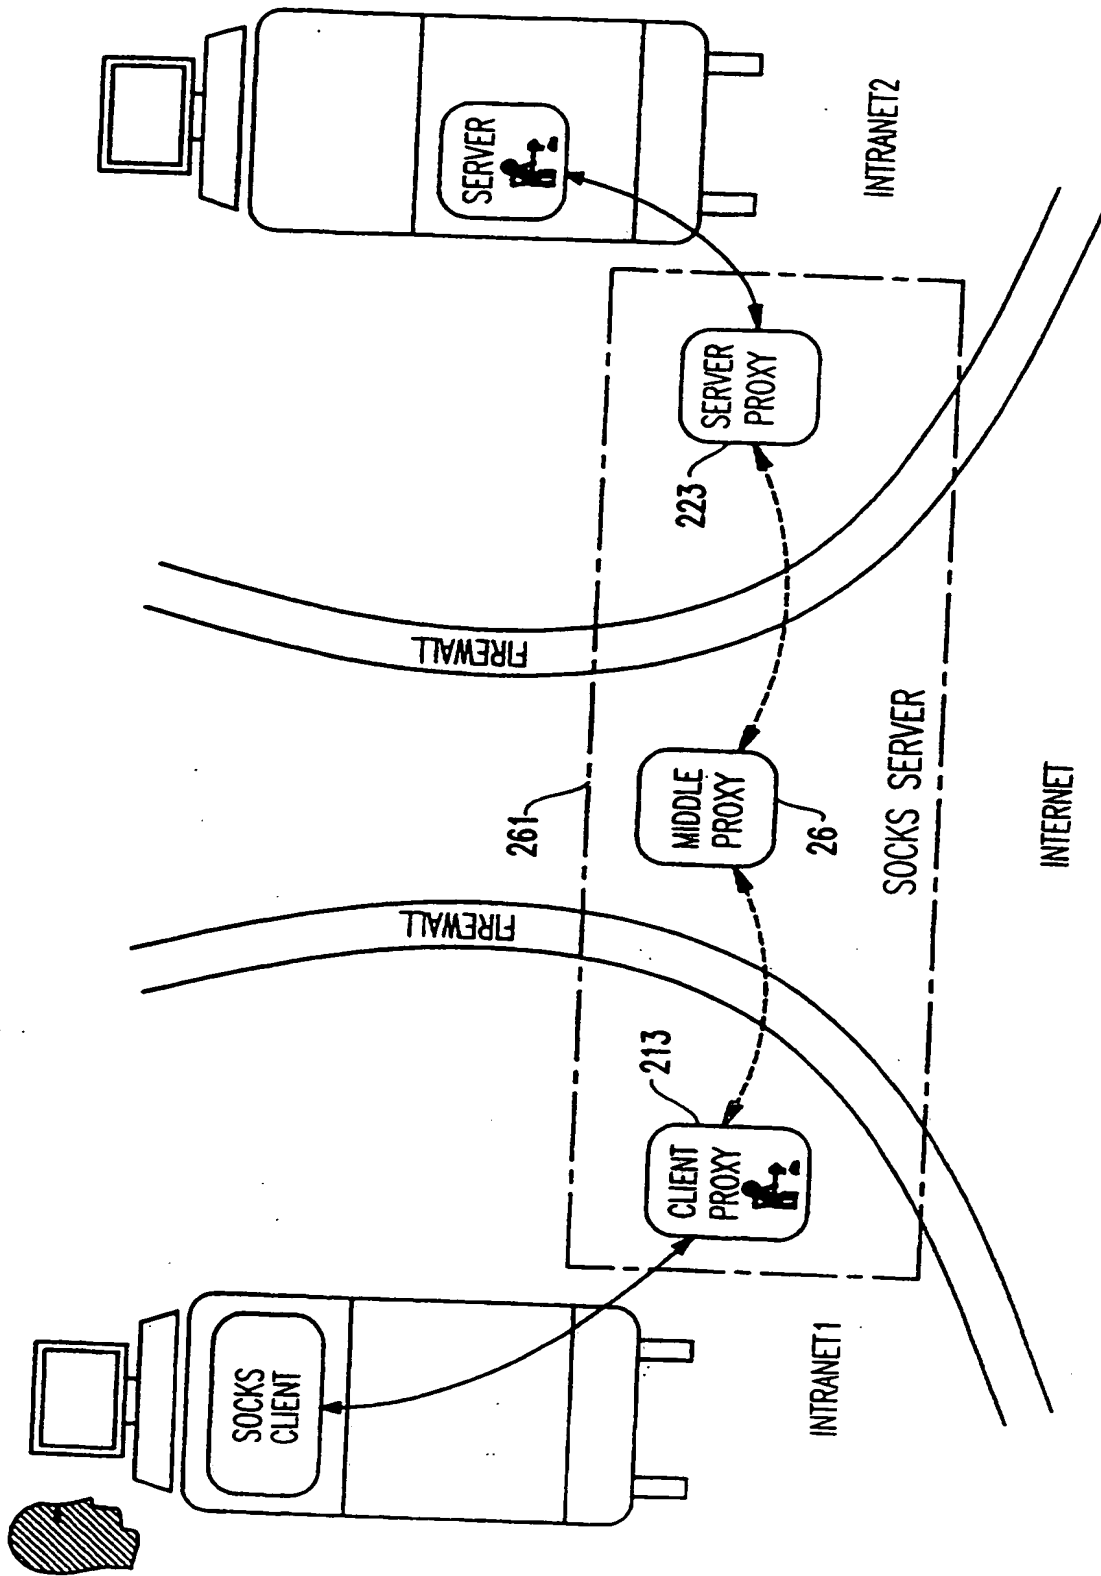 SOCKS
CLIENT
INTRANET1
CLIENT
PROXY
213
FIREWALL
261
MIDDLE
PROXY
26
SOCKS SERVER
INTERNET
FIREWALL
223
SERVER
PROXY
SERVER
INTRANET2